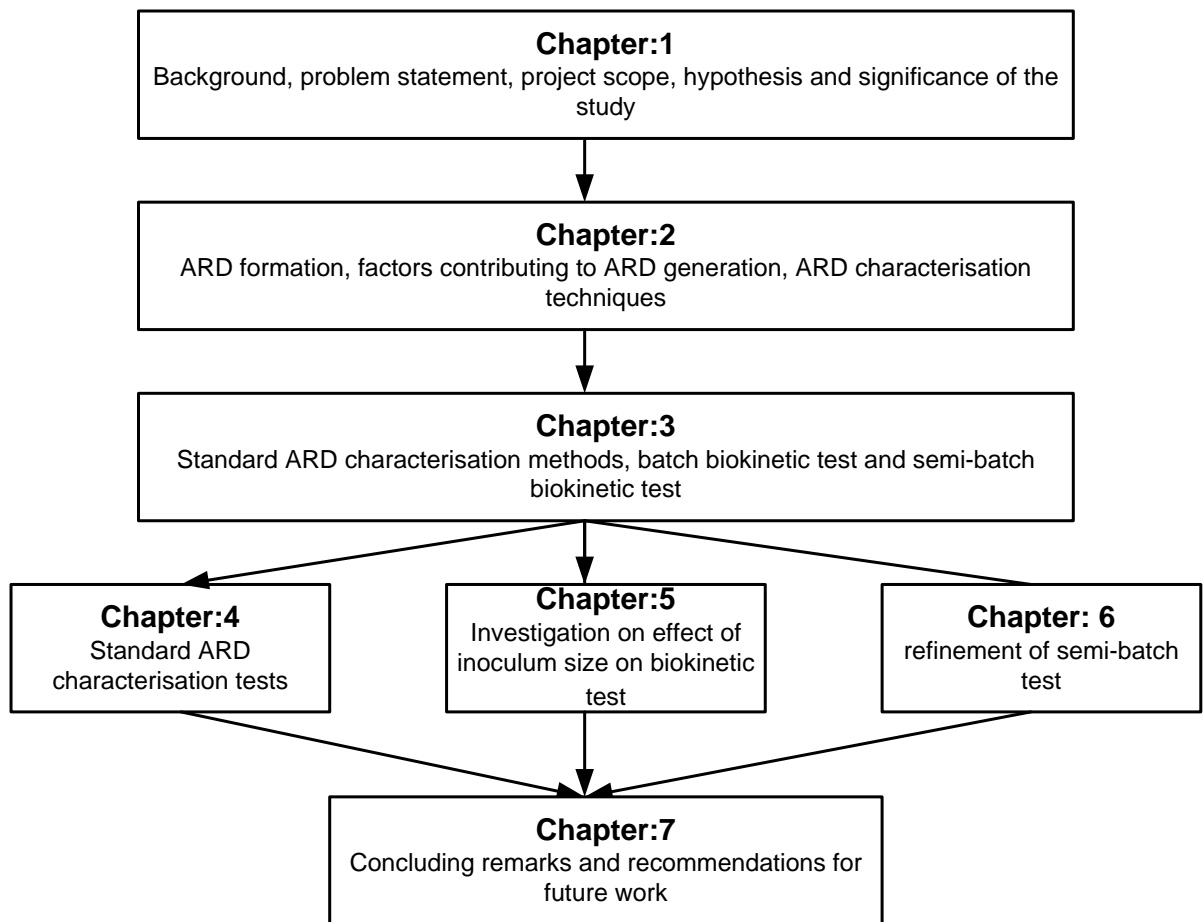 Chapter:1
Background, problem statement, project scope, hypothesis and significance of the
study
Chapter:2
ARD formation, factors contributing to ARD generation, ARD characterisation
techniques
Chapter:3
Standard ARD characterisation methods, batch biokinetic test and semi-batch
biokinetic test
Chapter:4
Standard ARD
characterisation tests
Chapter:5
Investigation on effect of
inoculum size on biokinetic
test
Chapter: 6
refinement of semi-batch
test
Chapter:7
Concluding remarks and recommendations for
future work